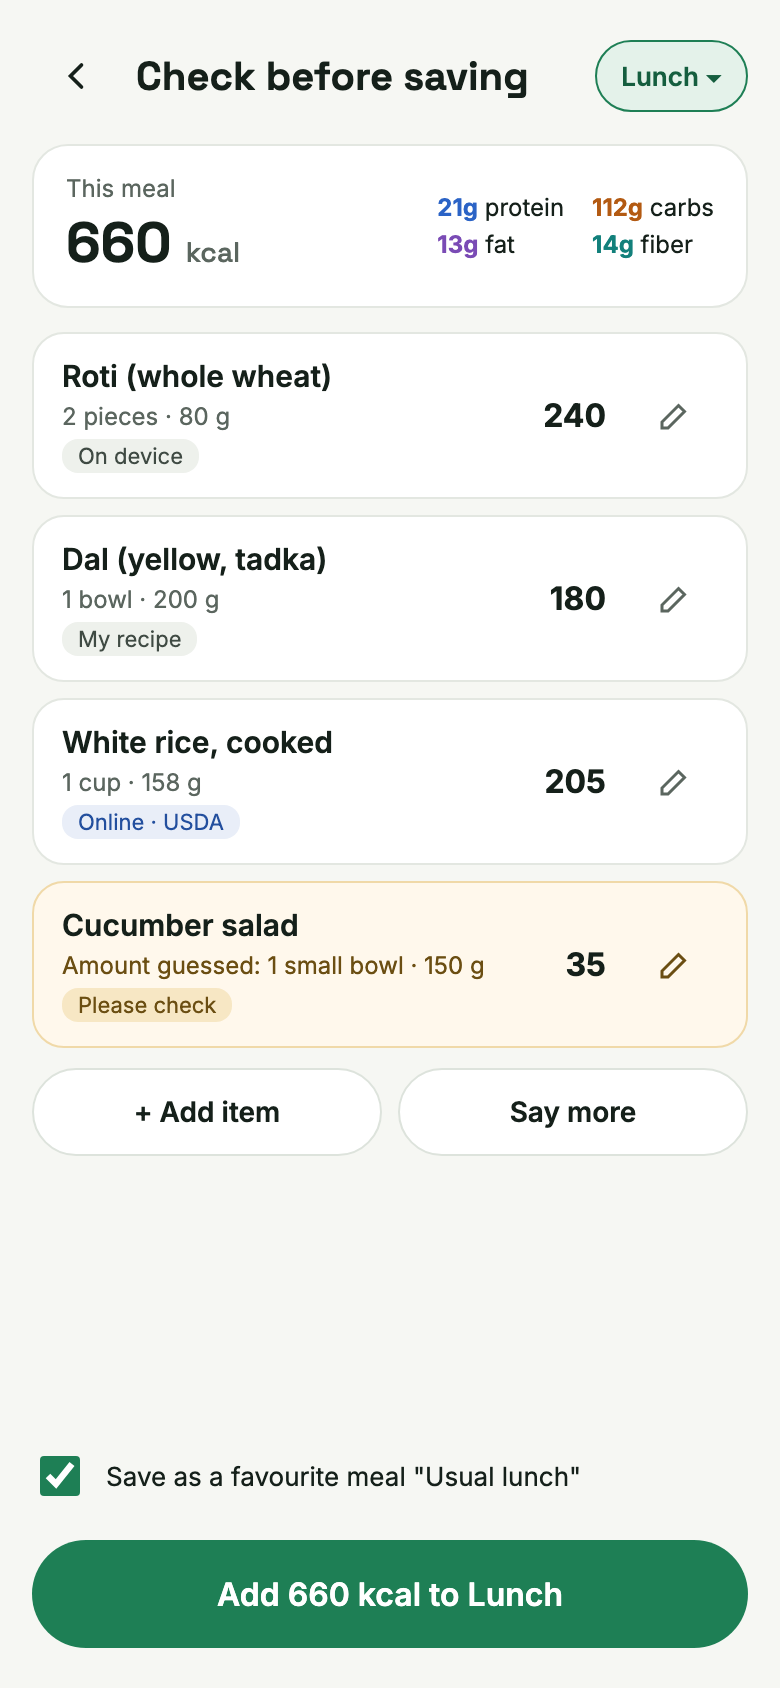 Check before saving
Lunch
This meal
660 kcal
21g protein 112g carbs
13g fat 14g fiber
Roti (whole wheat)
2 pieces · 80 g
On device
240
Dal (yellow, tadka)
1 bowl · 200 g
My recipe
180
White rice, cooked
1 cup · 158 g
Online · USDA
205
Cucumber salad
Amount guessed: 1 small bowl · 150 g
Please check
35
+ Add item
Say more
Save as a favourite meal "Usual lunch"
Add 660 kcal to Lunch